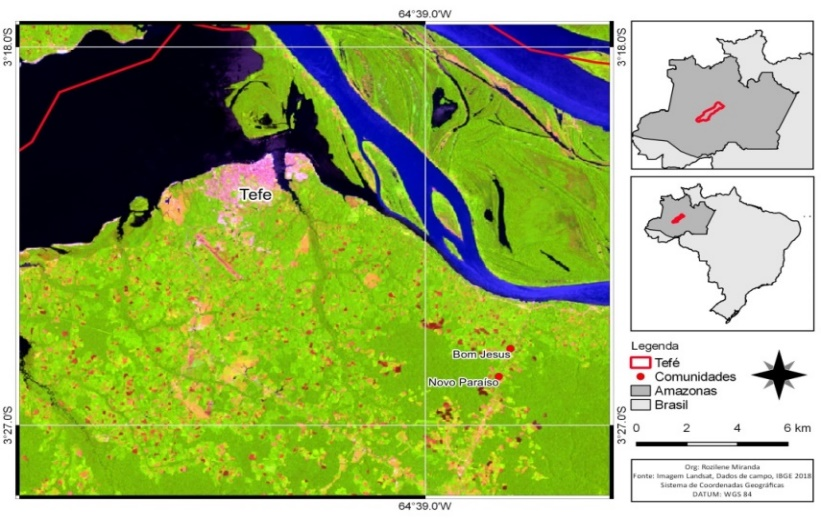 64°39.0'W
3°18.0'S
3°18.0'S
Tefe
Bom Jesus
Novo Paraíso
3°27.0'S
3°27.0'S
64°39.0'W
Legenda
Tefé
Comunidades
Amazonas
Brasil
0 2 4 6 km
Org: Rozilene Miranda
Fonte: Imagem Landsat, Dados de campo, IBGE 2018
Sistema de Coordenadas Geográficas
DATUM: WGS 84